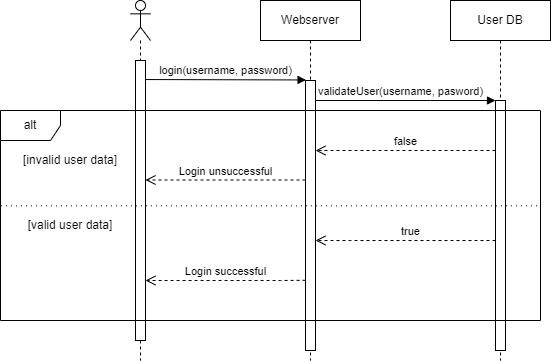 Webserver
User DB
login(username, password)
validateUser(username, pasword)
alt
false
[invalid user data]
Login unsuccessful
[valid user data]
true
Login successful